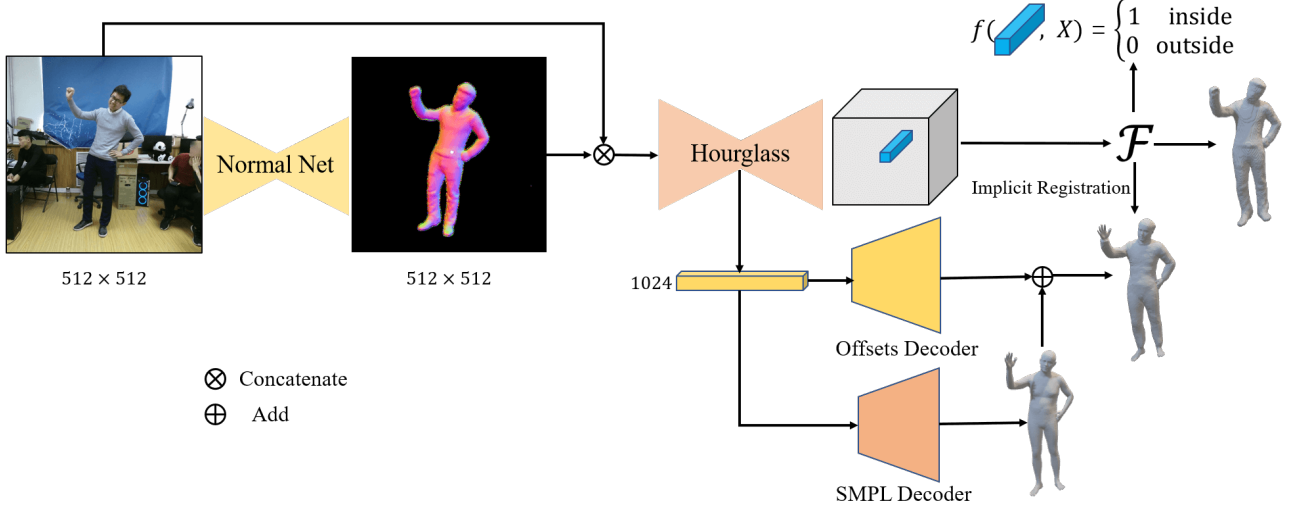 f( , X) = { 1 inside
0 outside
Normal Net
Hourglass
ℱ
Implicit Registration
512 × 512
512 × 512
1024
Offsets Decoder
⊗ Concatenate
⊕ Add
SMPL Decoder